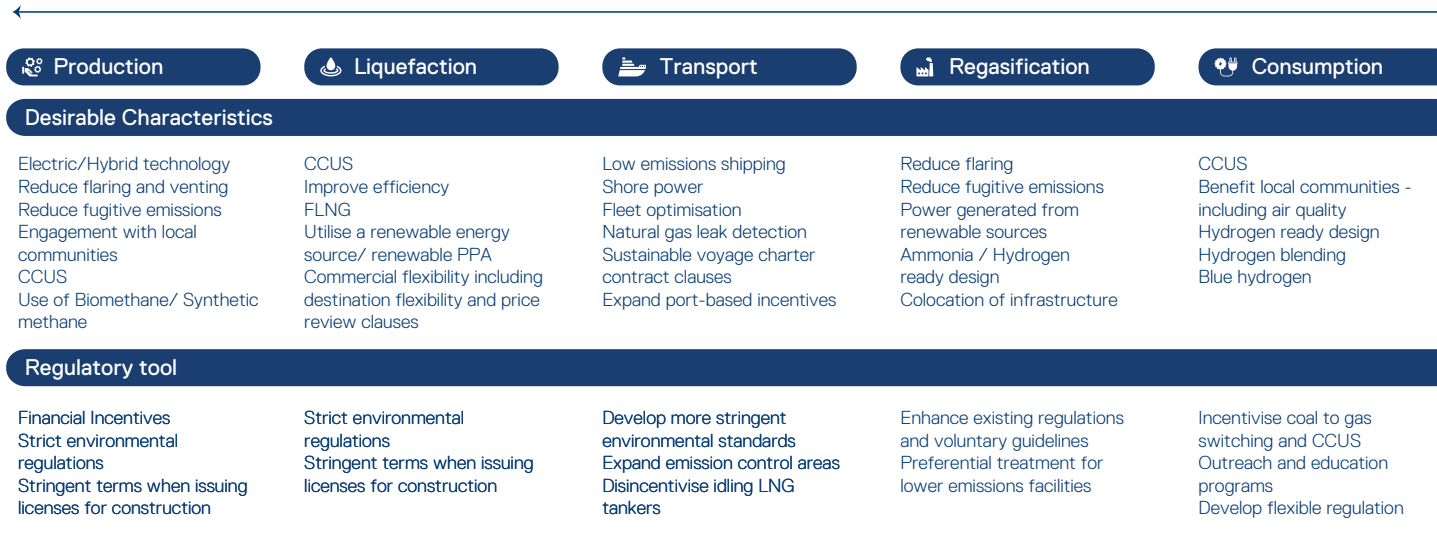 Production
Liquefaction
Transport
Regasification
Consumption
Desirable Characteristics
Electric/Hybrid technology
Reduce flaring and venting
Reduce fugitive emissions
Engagement with local
communities
CCUS
Use of Biomethane/ Synthetic
methane
CCUS
Improve efficiency
FLNG
Utilise a renewable energy
source/ renewable PPA
Commercial flexibility including
destination flexibility and price
review clauses
Low emissions shipping
Shore power
Fleet optimisation
Natural gas leak detection
Sustainable voyage charter
contract clauses
Expand port-based incentives
Reduce flaring
Reduce fugitive emissions
Power generated from
renewable sources
Ammonia / Hydrogen
ready design
Colocation of infrastructure
CCUS
Benefit local communities -
including air quality
Hydrogen ready design
Hydrogen blending
Blue hydrogen
Regulatory tool
Financial Incentives
Strict environmental
regulations
Stringent terms when issuing
licenses for construction
Strict environmental
regulations
Stringent terms when issuing
licenses for construction
Develop more stringent
environmental standards
Expand emission control areas
Disincentivise idling LNG
tankers
Enhance existing regulations
and voluntary guidelines
Preferential treatment for
lower emissions facilities
Incentivise coal to gas
switching and CCUS
Outreach and education
programs
Develop flexible regulation